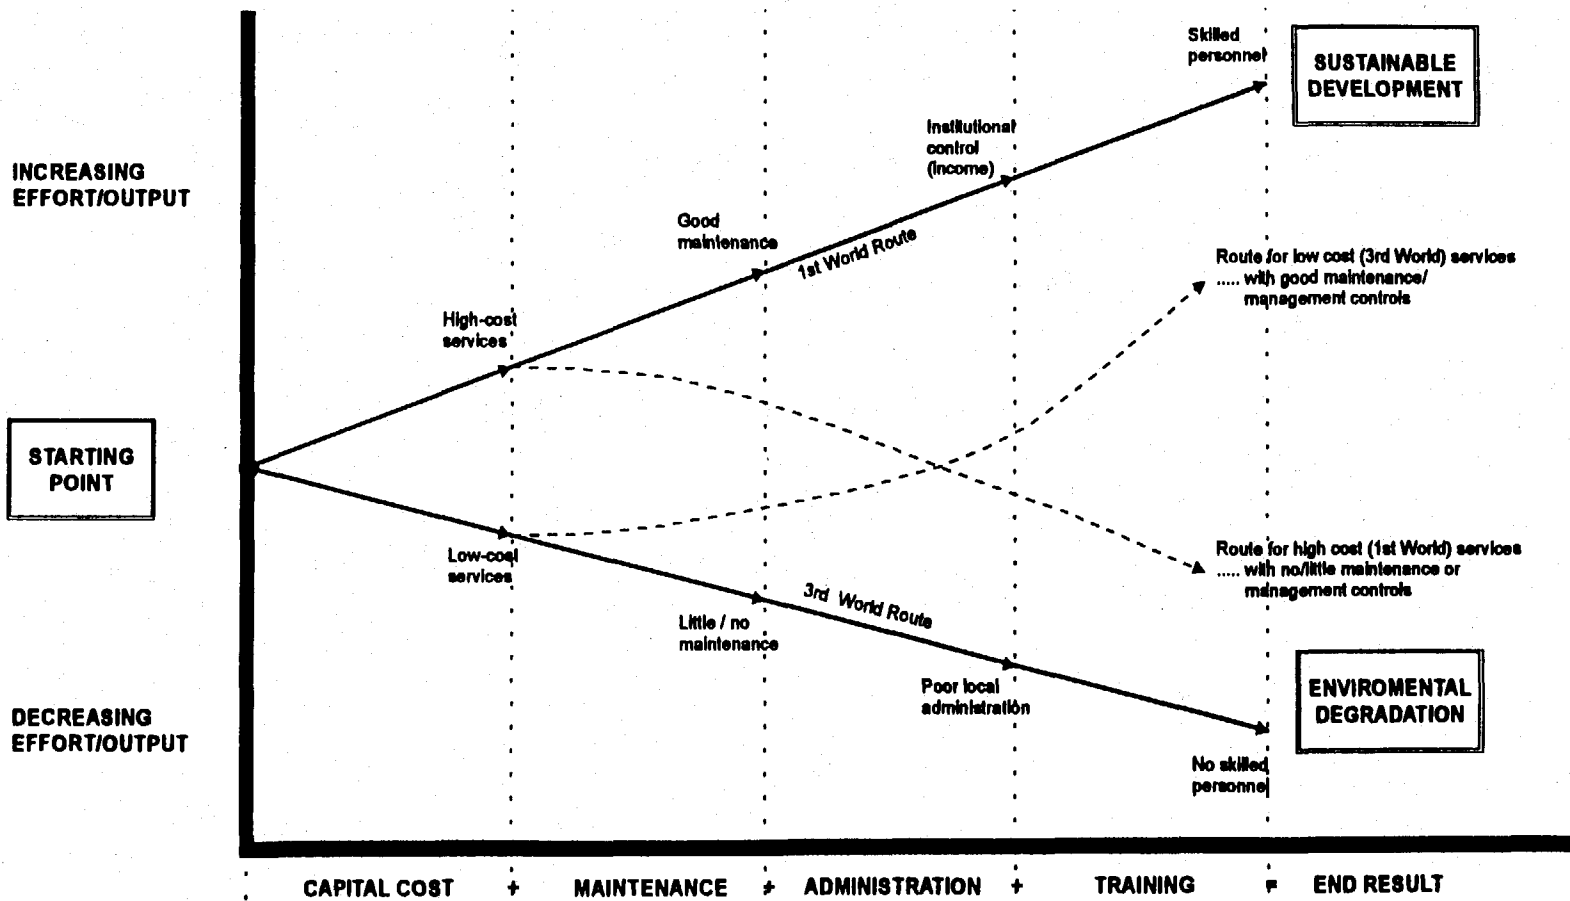 Skilled
personnel
SUSTAINABLE
DEVELOPMENT
Institutional
control
(income)
INCREASING
EFFORT/OUTPUT
Good
maintenance
1st World Route
Route for low cost (3rd World) services
..... with good maintenance/
management controls
High-cost
services
STARTING
POINT
Low-cost
services
Route for high cost (1st World) services
..... with no/little maintenance or
management controls
3rd World Route
Little / no
maintenance
Poor local
administration
ENVIROMENTAL
DEGRADATION
DECREASING
EFFORT/OUTPUT
No skilled
personnel
CAPITAL COST + MAINTENANCE + ADMINISTRATION + TRAINING = END RESULT